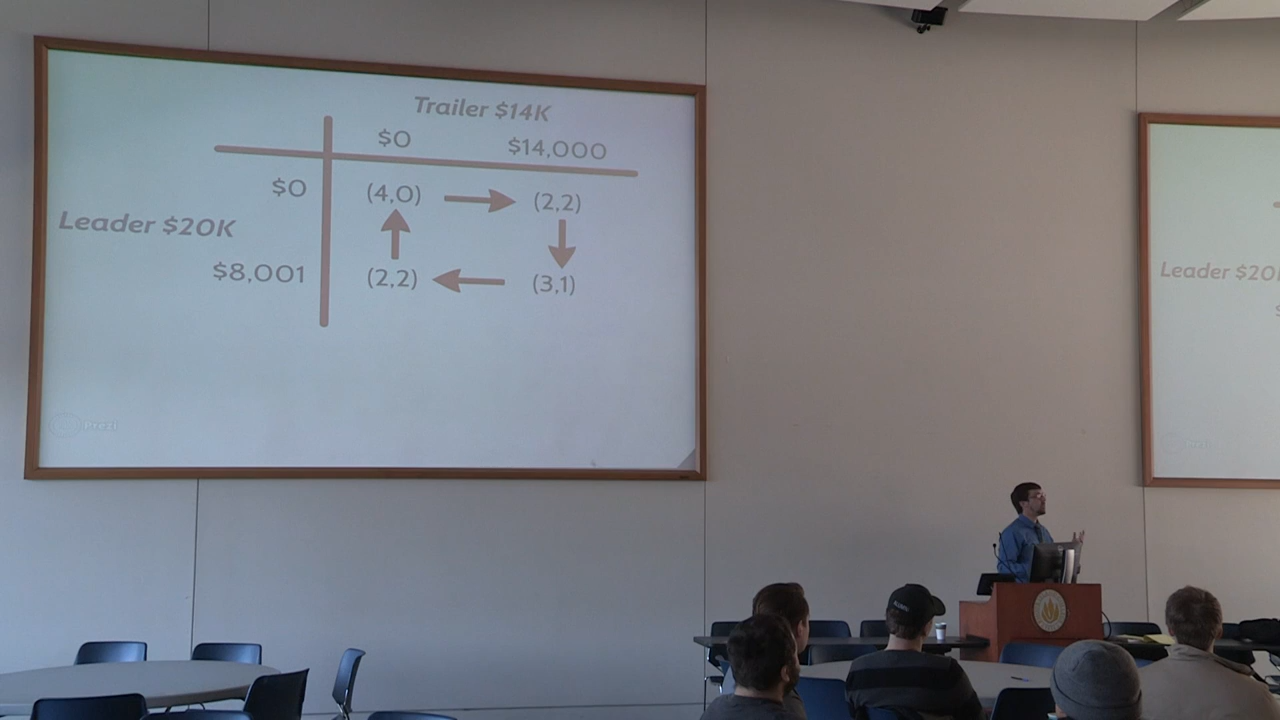 Trailer $14K
$0 $14,000
$0 (4,0) (2,2)
Leader $20K
$8,001 (2,2) (3,1)
Prezi
Leader $20